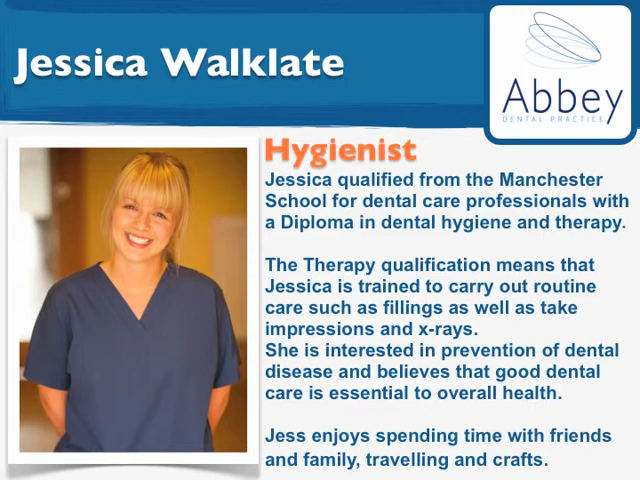 Jessica Walklate
Abbey
DENTAL PRACTICE
Hygienist
Jessica qualified from the Manchester
School for dental care professionals with
a Diploma in dental hygiene and therapy.
The Therapy qualification means that
Jessica is trained to carry out routine
care such as fillings as well as take
impressions and x-rays.
She is interested in prevention of dental
disease and believes that good dental
care is essential to overall health.
Jess enjoys spending time with friends
and family, travelling and crafts.